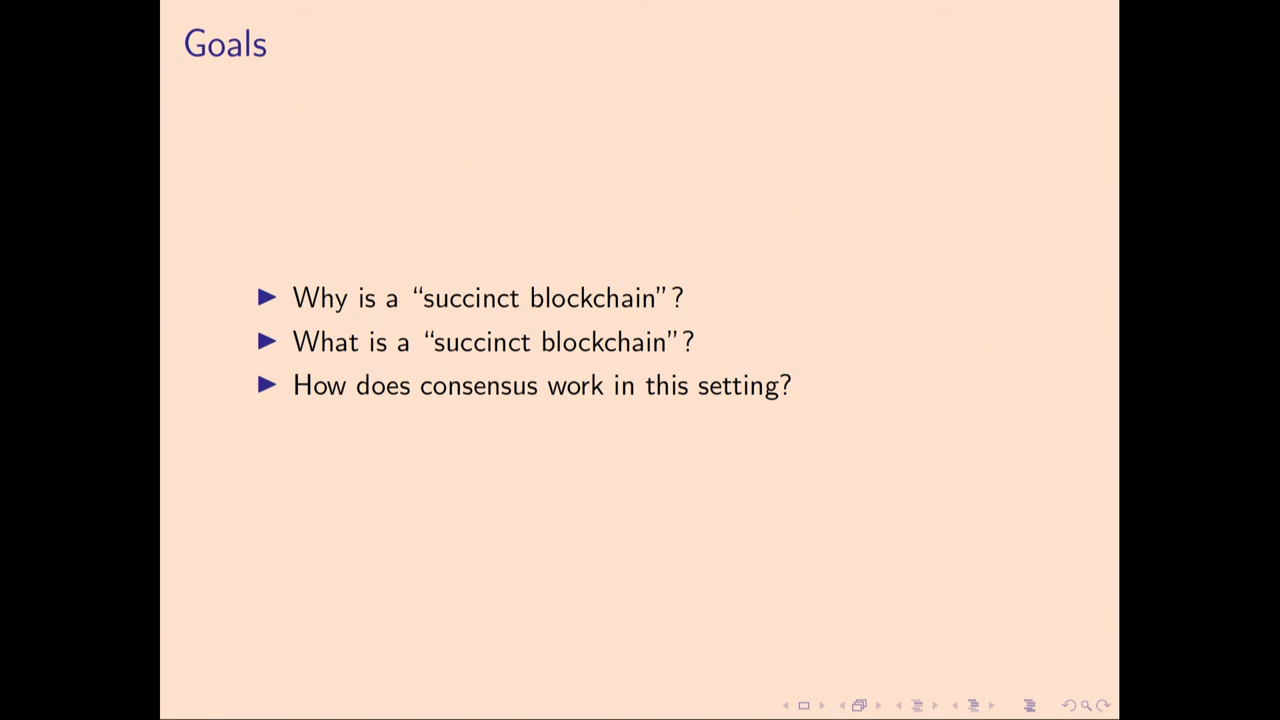 Goals
Why is a “succinct blockchain”?
What is a “succinct blockchain”?
How does consensus work in this setting?